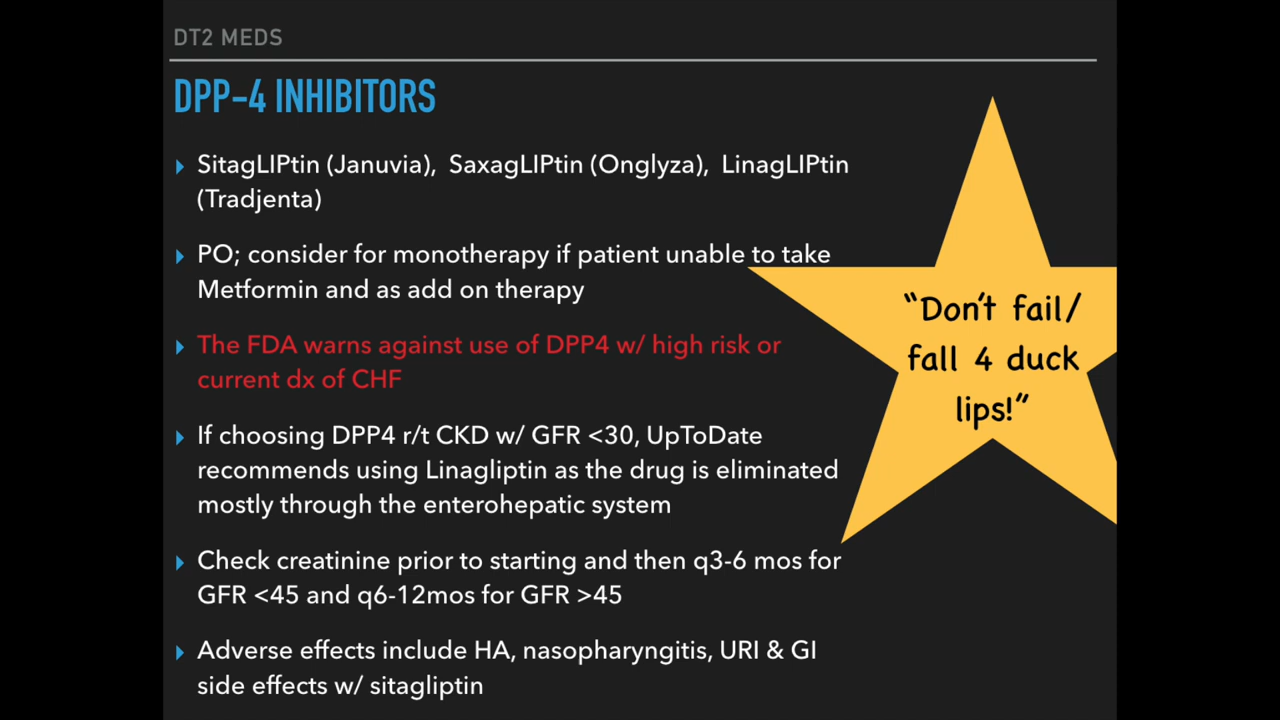 DT2 MEDS
DPP-4 INHIBITORS
SitagLIPtin (Januvia), SaxagLIPtin (Onglyza), LinagLIPtin
(Tradjenta)
PO; consider for monotherapy if patient unable to take
Metformin and as add on therapy
The FDA warns against use of DPP4 w/ high risk or
current dx of CHF
If choosing DPP4 r/t CKD w/ GFR <30, UpToDate
recommends using Linagliptin as the drug is eliminated
mostly through the enterohepatic system
Check creatinine prior to starting and then q3-6 mos for
GFR <45 and q6-12mos for GFR >45
Adverse effects include HA, nasopharyngitis, URI & GI
side effects w/ sitagliptin
“Don’t fail/
fall 4 duck
lips!”